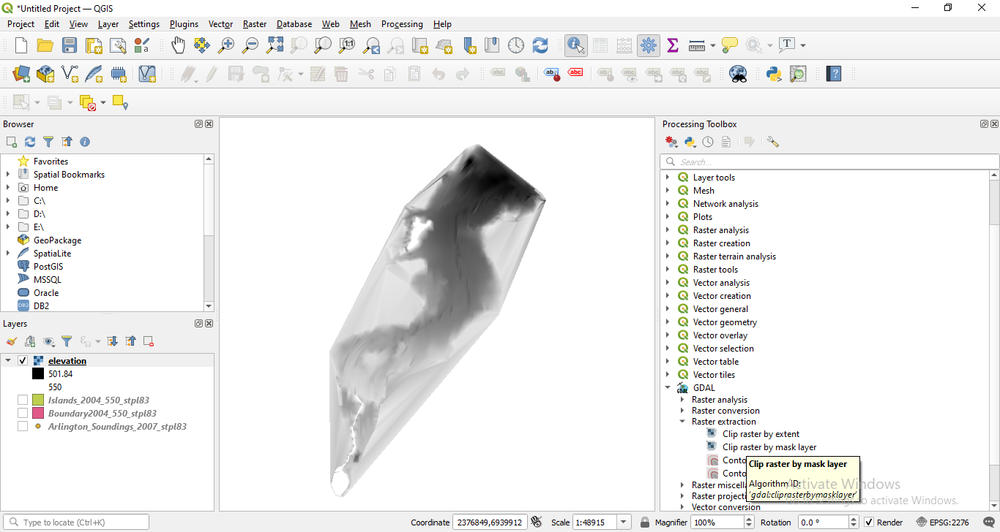 *Untitled Project — QGIS
Project Edit View Layer Settings Plugins Vector Raster Database Web Mesh Processing Help
Browser
Favorites
Spatial Bookmarks
Home
C:\
D:\
E:\
GeoPackage
SpatiaLite
PostGIS
MSSQL
Oracle
DB2
Layers
elevation
501.84
550
Islands_2004_550_stpl83
Boundary2004_550_stpl83
Arlington_Soundings_2007_stpl83
Processing Toolbox
Search...
Layer tools
Mesh
Network analysis
Plots
Raster analysis
Raster creation
Raster terrain analysis
Raster tools
Vector analysis
Vector creation
Vector general
Vector geometry
Vector overlay
Vector selection
Vector table
Vector tiles
GDAL
Raster analysis
Raster conversion
Raster extraction
Clip raster by extent
Clip raster by mask layer
Conto
Conto
Raster miscella
Raster projecti
Vector conversion
Clip raster by mask layer
Algorithm ID:
'gdal:cliprasterbymasklayer'
Activate Windows
Go to Settings to activate Windows.
Type to locate (Ctrl+K)
Coordinate 2376849,6939912 Scale 1:48915 Magnifier 100% Rotation 0.0 ° Render EPSG:2276